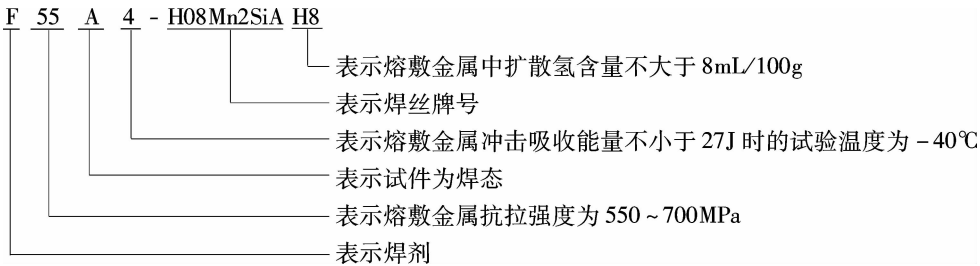 F 55 A 4 - H08Mn2SiA H8
表示熔敷金属中扩散氢含量不大于8mL/100g
表示焊丝牌号
表示熔敷金属冲击吸收能量不小于27J时的试验温度为-40℃
表示试件为焊态
表示熔敷金属抗拉强度为550~700MPa
表示焊剂